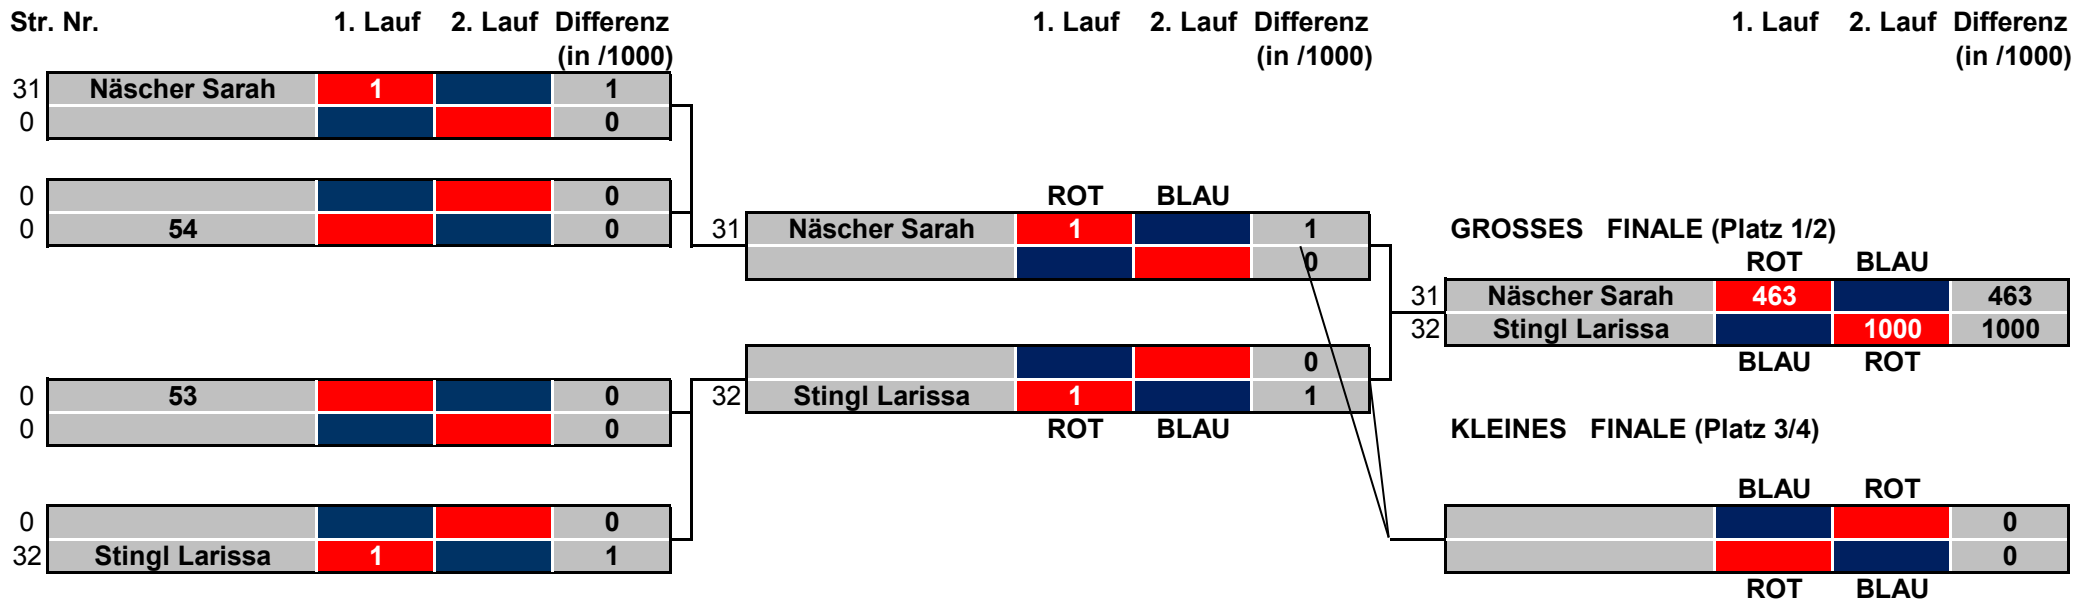 Str. Nr. 1. Lauf 2. Lauf Differenz 1. Lauf 2. Lauf Differenz 1. Lauf 2. Lauf Differenz
(in /1000) (in /1000) (in /1000)
31 Näscher Sarah 1 1
0 0
0 0 ROT BLAU
0 54 0 31 Näscher Sarah 1 1 GROSSES FINALE (Platz 1/2)
0 ROT BLAU
31 Näscher Sarah 463 463
32 Stingl Larissa 1000 1000
0 BLAU ROT
0 53 0 32 Stingl Larissa 1 1
0 0 ROT BLAU KLEINES FINALE (Platz 3/4)
BLAU ROT
0 0 0
32 Stingl Larissa 1 1 0
ROT BLAU